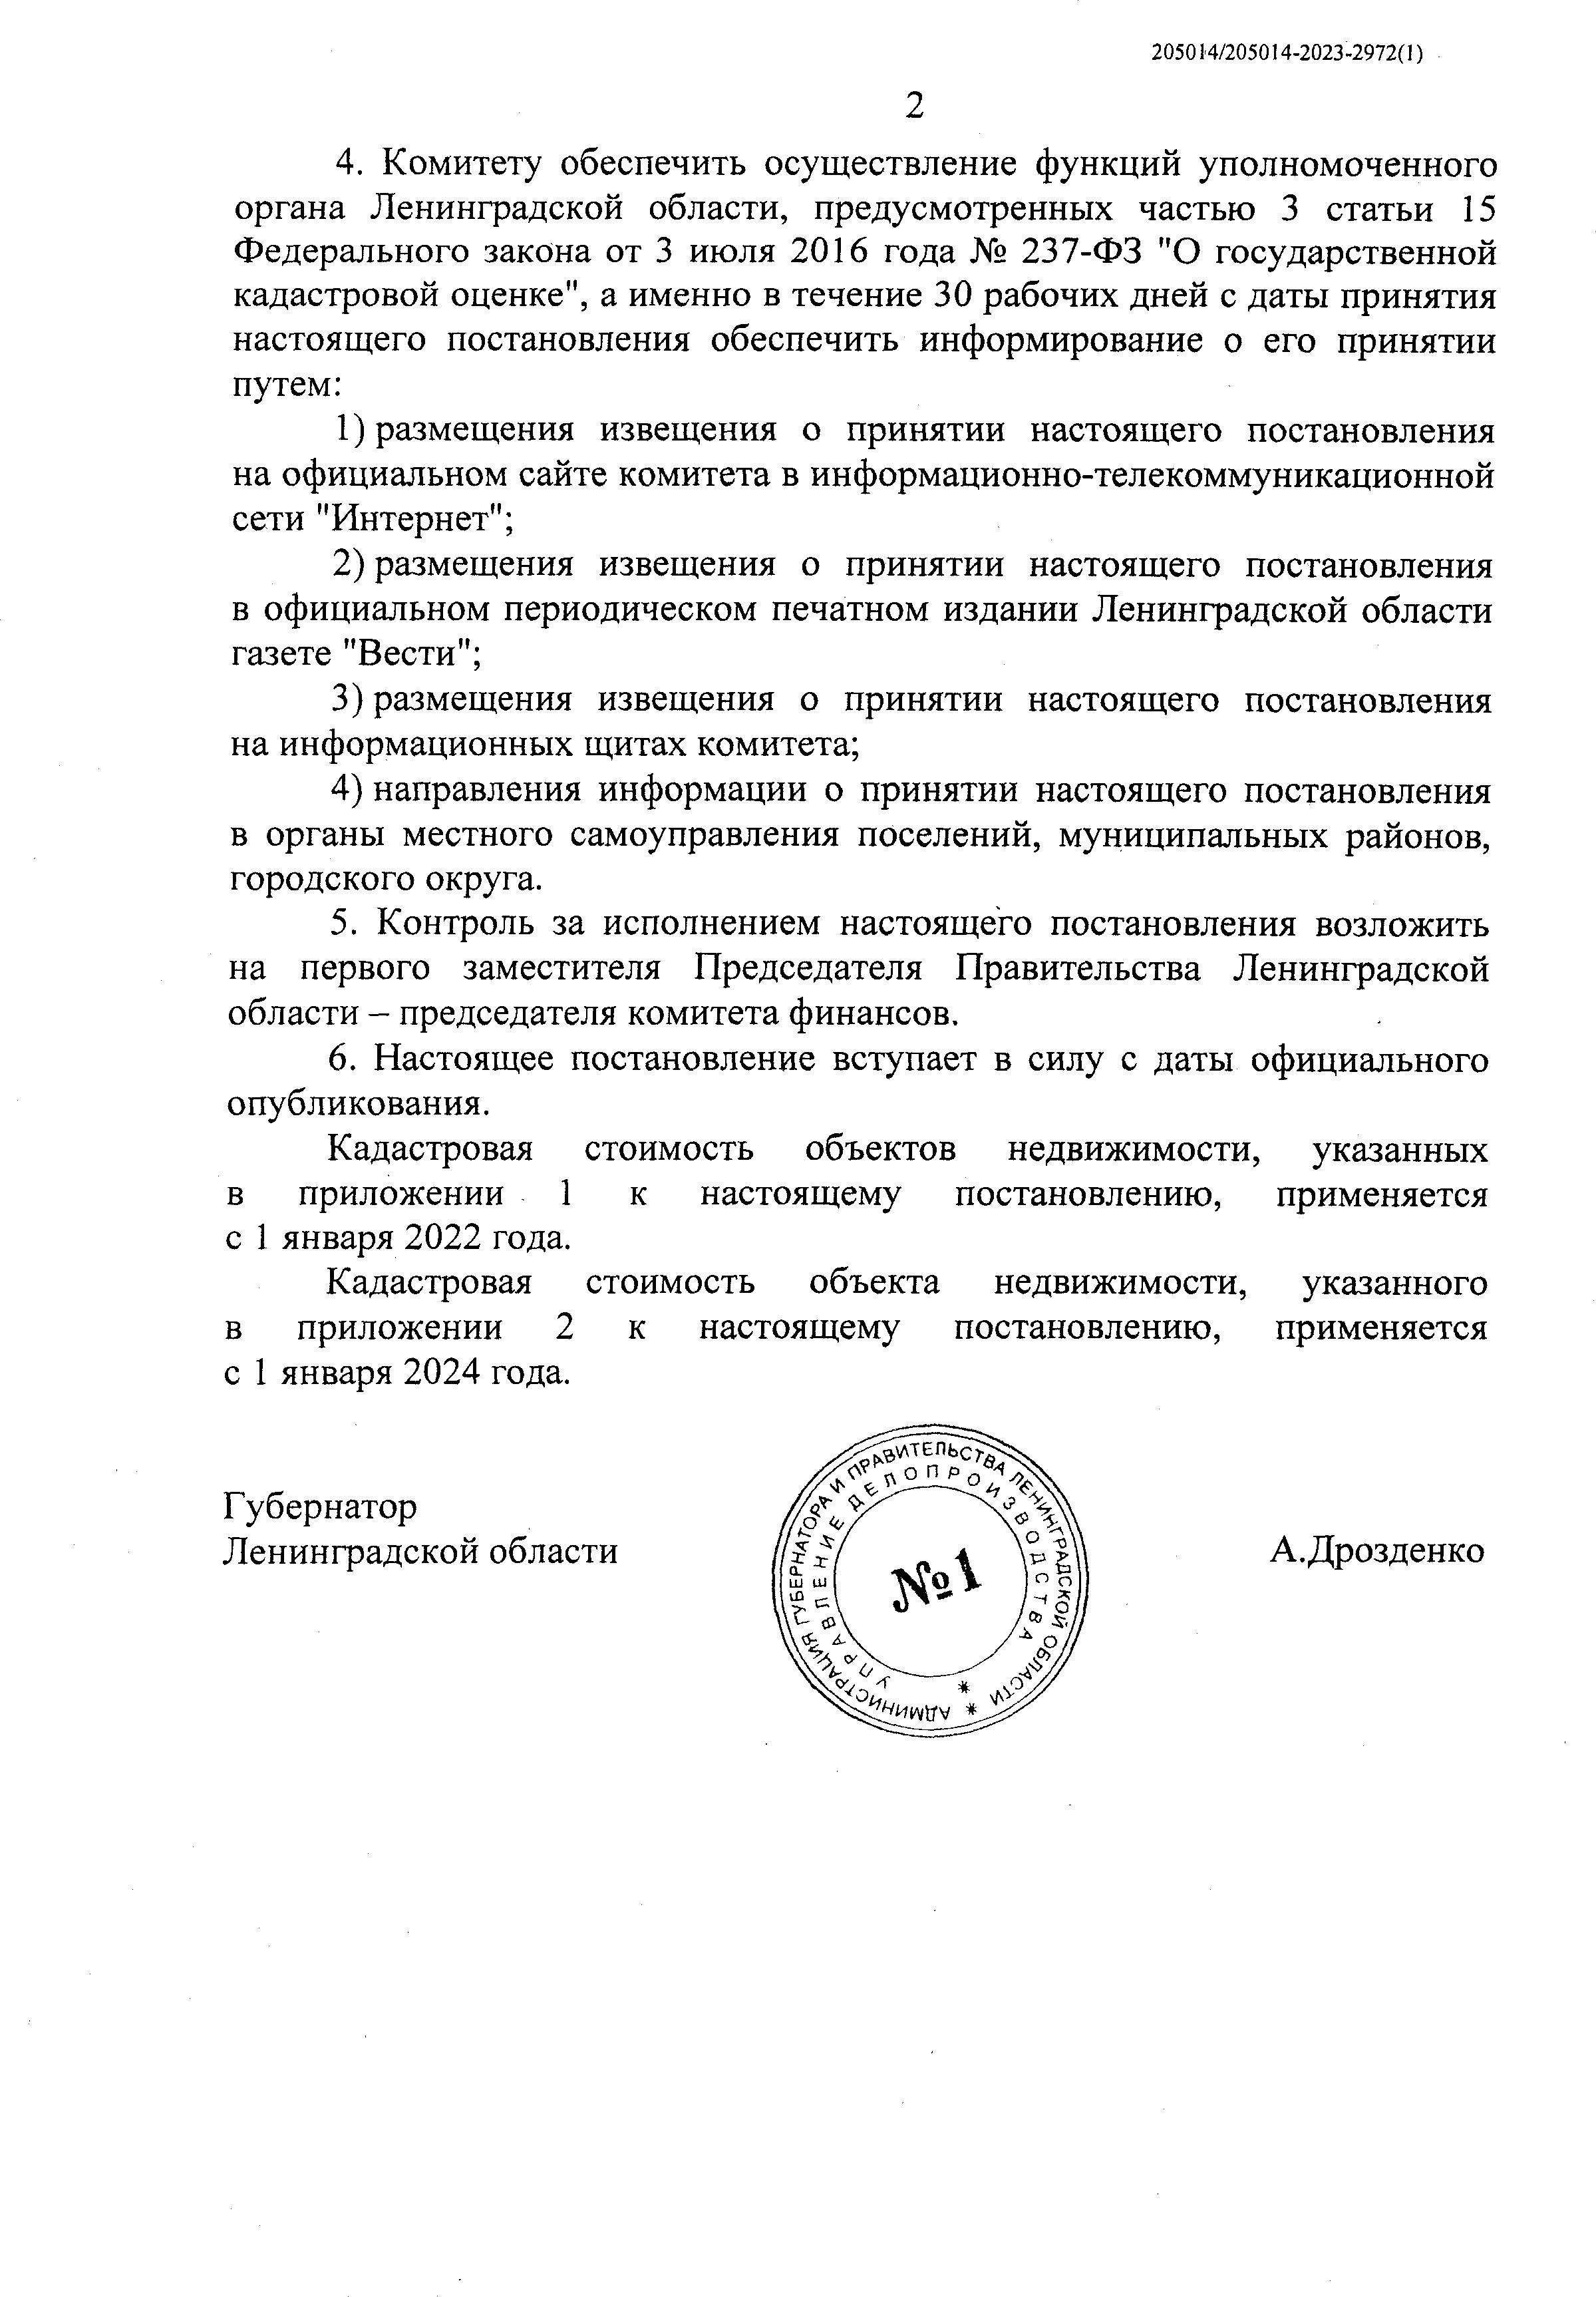 205014/205014-2023-2972(1)
2
4. Комитету обеспечить осуществление функций уполномоченного
органа Ленинградской области, предусмотренных частью 3 статьи 15
Федерального закона от 3 июля 2016 года № 237-ФЗ "О государственной
кадастровой оценке", а именно в течение 30 рабочих дней с даты принятия
настоящего постановления обеспечить информирование о его принятии
путем:
1) размещения извещения о принятии настоящего постановления
на официальном сайте комитета в информационно-телекоммуникационной
сети "Интернет";
2) размещения извещения о принятии настоящего постановления
в официальном периодическом печатном издании Ленинградской области
газете "Вести";
3) размещения извещения о принятии настоящего постановления
на информационных щитах комитета;
4) направления информации о принятии настоящего постановления
в органы местного самоуправления поселений, муниципальных районов,
городского округа.
5. Контроль за исполнением настоящего постановления возложить
на первого заместителя Председателя Правительства Ленинградской
области – председателя комитета финансов.
6. Настоящее постановление вступает в силу с даты официального
опубликования.
Кадастровая стоимость объектов недвижимости, указанных
в приложении 1 к настоящему постановлению, применяется
с 1 января 2022 года.
Кадастровая стоимость объекта недвижимости, указанного
в приложении 2 к настоящему постановлению, применяется
с 1 января 2024 года.
Губернатор
Ленинградской области
А.Дрозденко
АДМИНИСТРАЦИЯ ГУБЕРНАТОРА И ПРАВИТЕЛЬСТВА ЛЕНИНГРАДСКОЙ ОБЛАСТИ *
УПРАВЛЕНИЕ ДЕЛОПРОИЗВОДСТВА *
№1